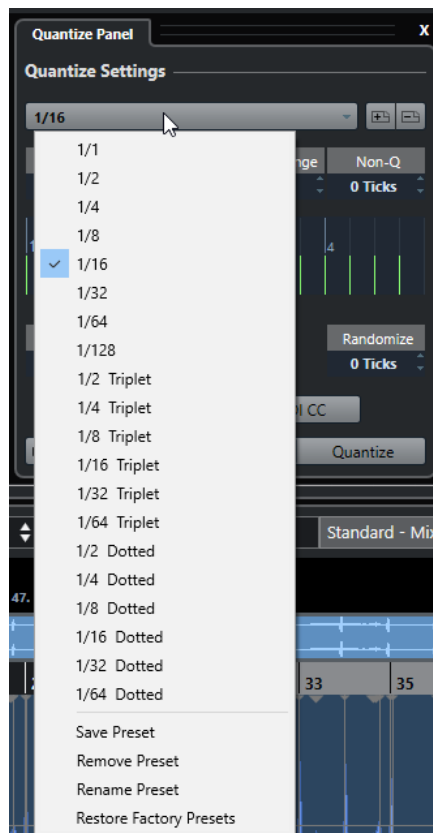 Quantize Panel
X
Quantize Settings
1/16
1/1
1/2
1/4
1/8
1/16
1/32
1/64
1/128
1/2 Triplet
1/4 Triplet
1/8 Triplet
1/16 Triplet
1/32 Triplet
1/64 Triplet
1/2 Dotted
1/4 Dotted
1/8 Dotted
1/16 Dotted
1/32 Dotted
1/64 Dotted
Save Preset
Remove Preset
Rename Preset
Restore Factory Presets
Non-Q
0 Ticks
4
Randomize
0 Ticks
CC
Quantize
Standard -
47.
33
35